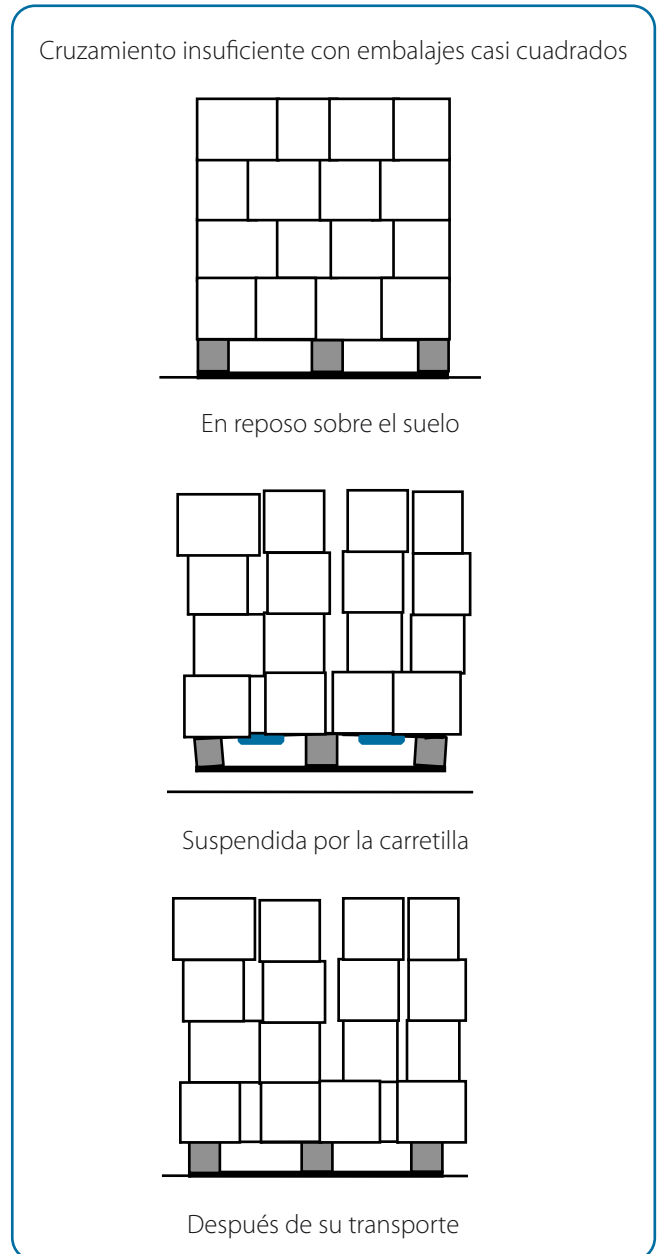 Cruzamiento insuficiente con embalajes casi cuadrados
En reposo sobre el suelo
Suspendida por la carretilla
Después de su transporte